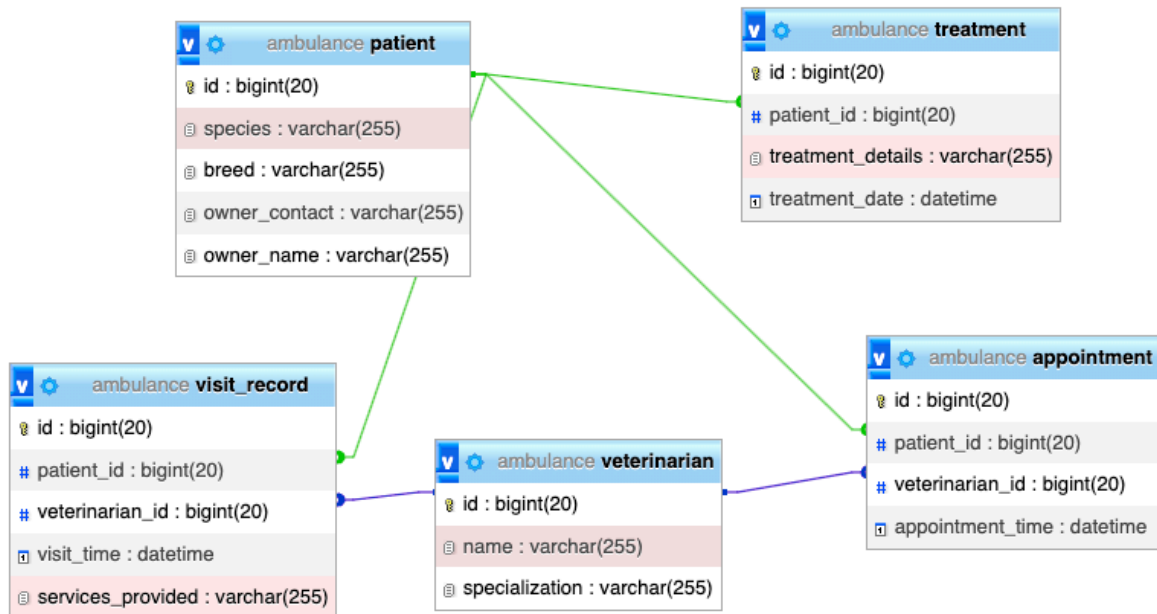 ambulance patient
id : bigint(20)
species : varchar(255)
breed : varchar(255)
owner_contact : varchar(255)
owner_name : varchar(255)
ambulance treatment
id : bigint(20)
# patient_id : bigint(20)
treatment_details : varchar(255)
treatment_date : datetime
ambulance visit_record
id : bigint(20)
# patient_id : bigint(20)
# veterinarian_id : bigint(20)
visit_time : datetime
services_provided : varchar(255)
ambulance veterinarian
id : bigint(20)
name : varchar(255)
specialization : varchar(255)
ambulance appointment
id : bigint(20)
# patient_id : bigint(20)
# veterinarian_id : bigint(20)
appointment_time : datetime